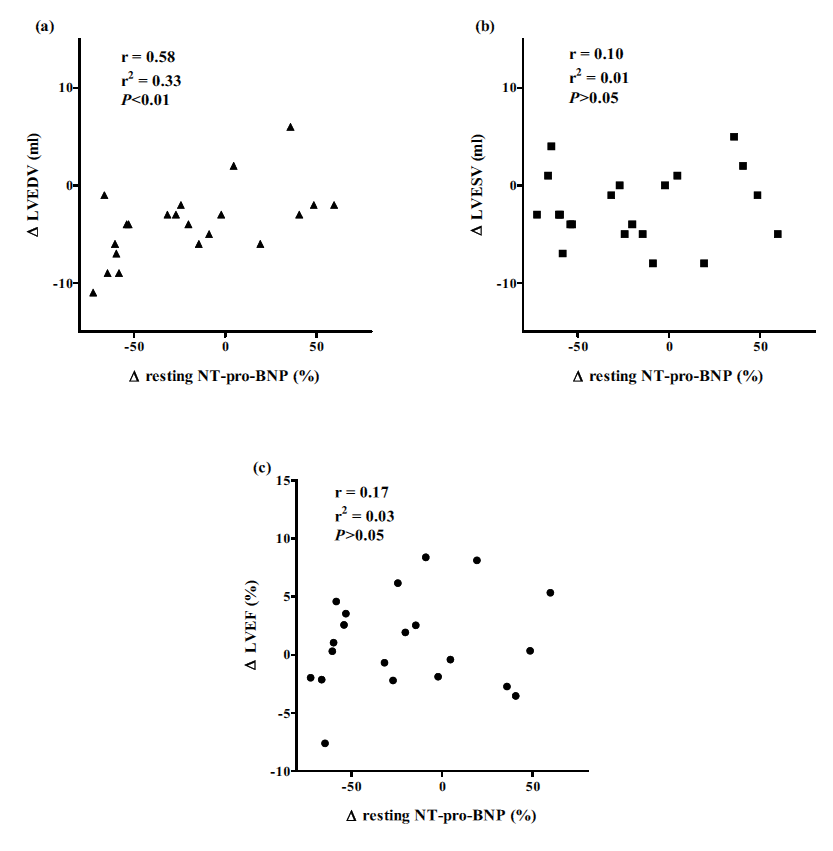 (a)
r = 0.58
r² = 0.33
P<0.01
10
0
-10
Δ LVEDV (ml)
-50 0 50
Δ resting NT-pro-BNP (%)
(b)
r = 0.10
r² = 0.01
P>0.05
10
0
-10
Δ LVESV (ml)
-50 0 50
Δ resting NT-pro-BNP (%)
(c)
r = 0.17
r² = 0.03
P>0.05
15
10
5
0
-5
-10
Δ LVEF (%)
-50 0 50
Δ resting NT-pro-BNP (%)